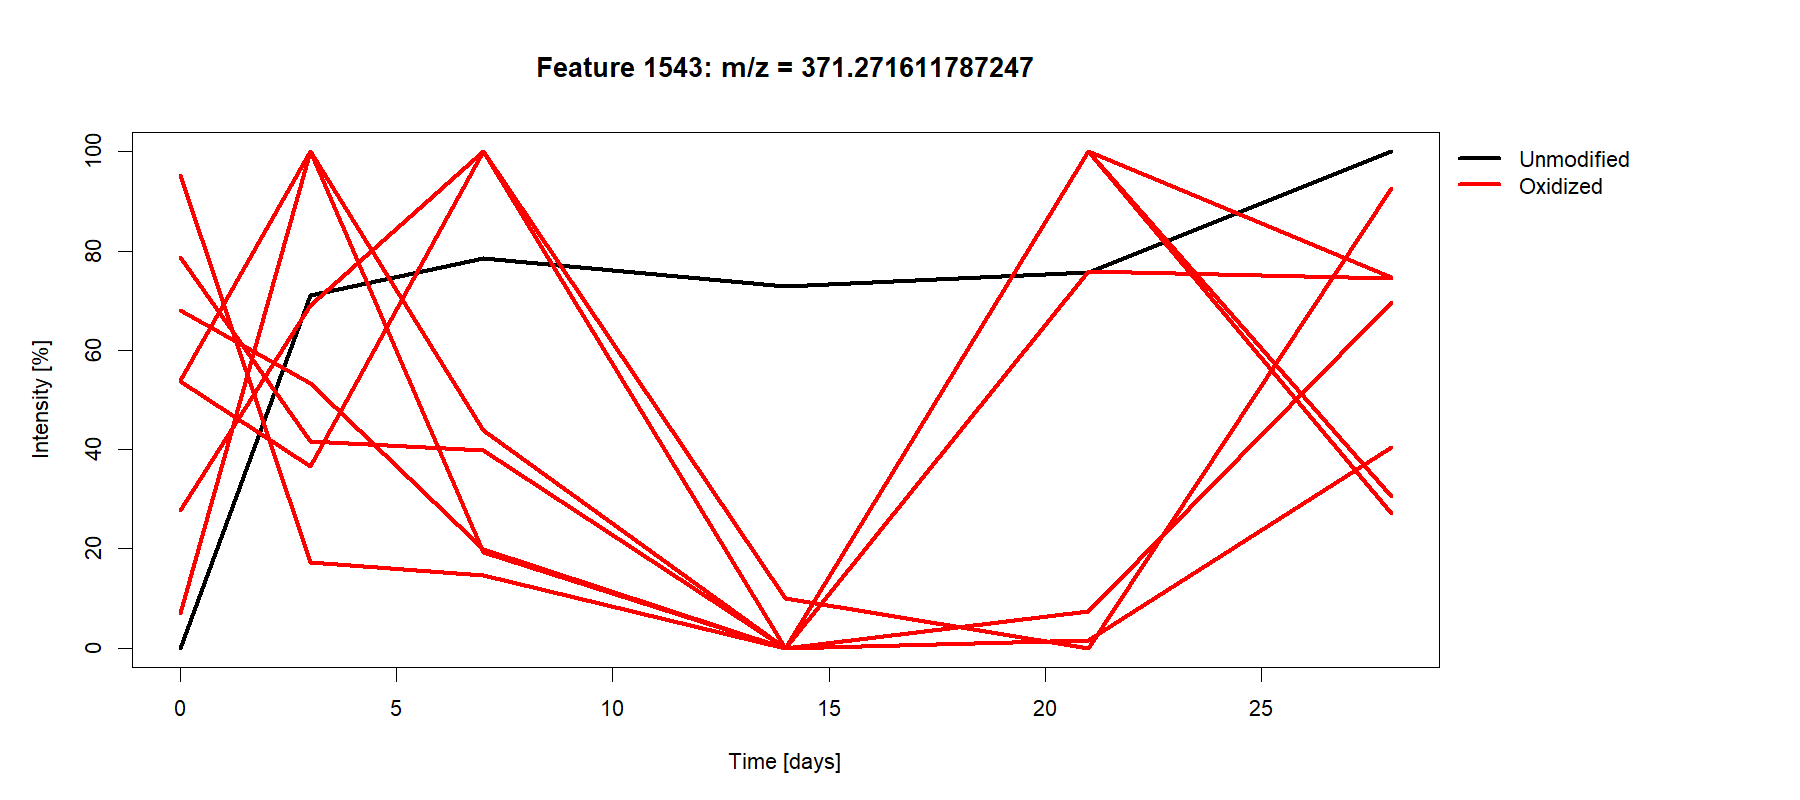 Feature 1543: m/z = 371.271611787247
Unmodified
Oxidized
100
80
60
40
20
0
Intensity [%]
0 5 10 15 20 25
Time [days]